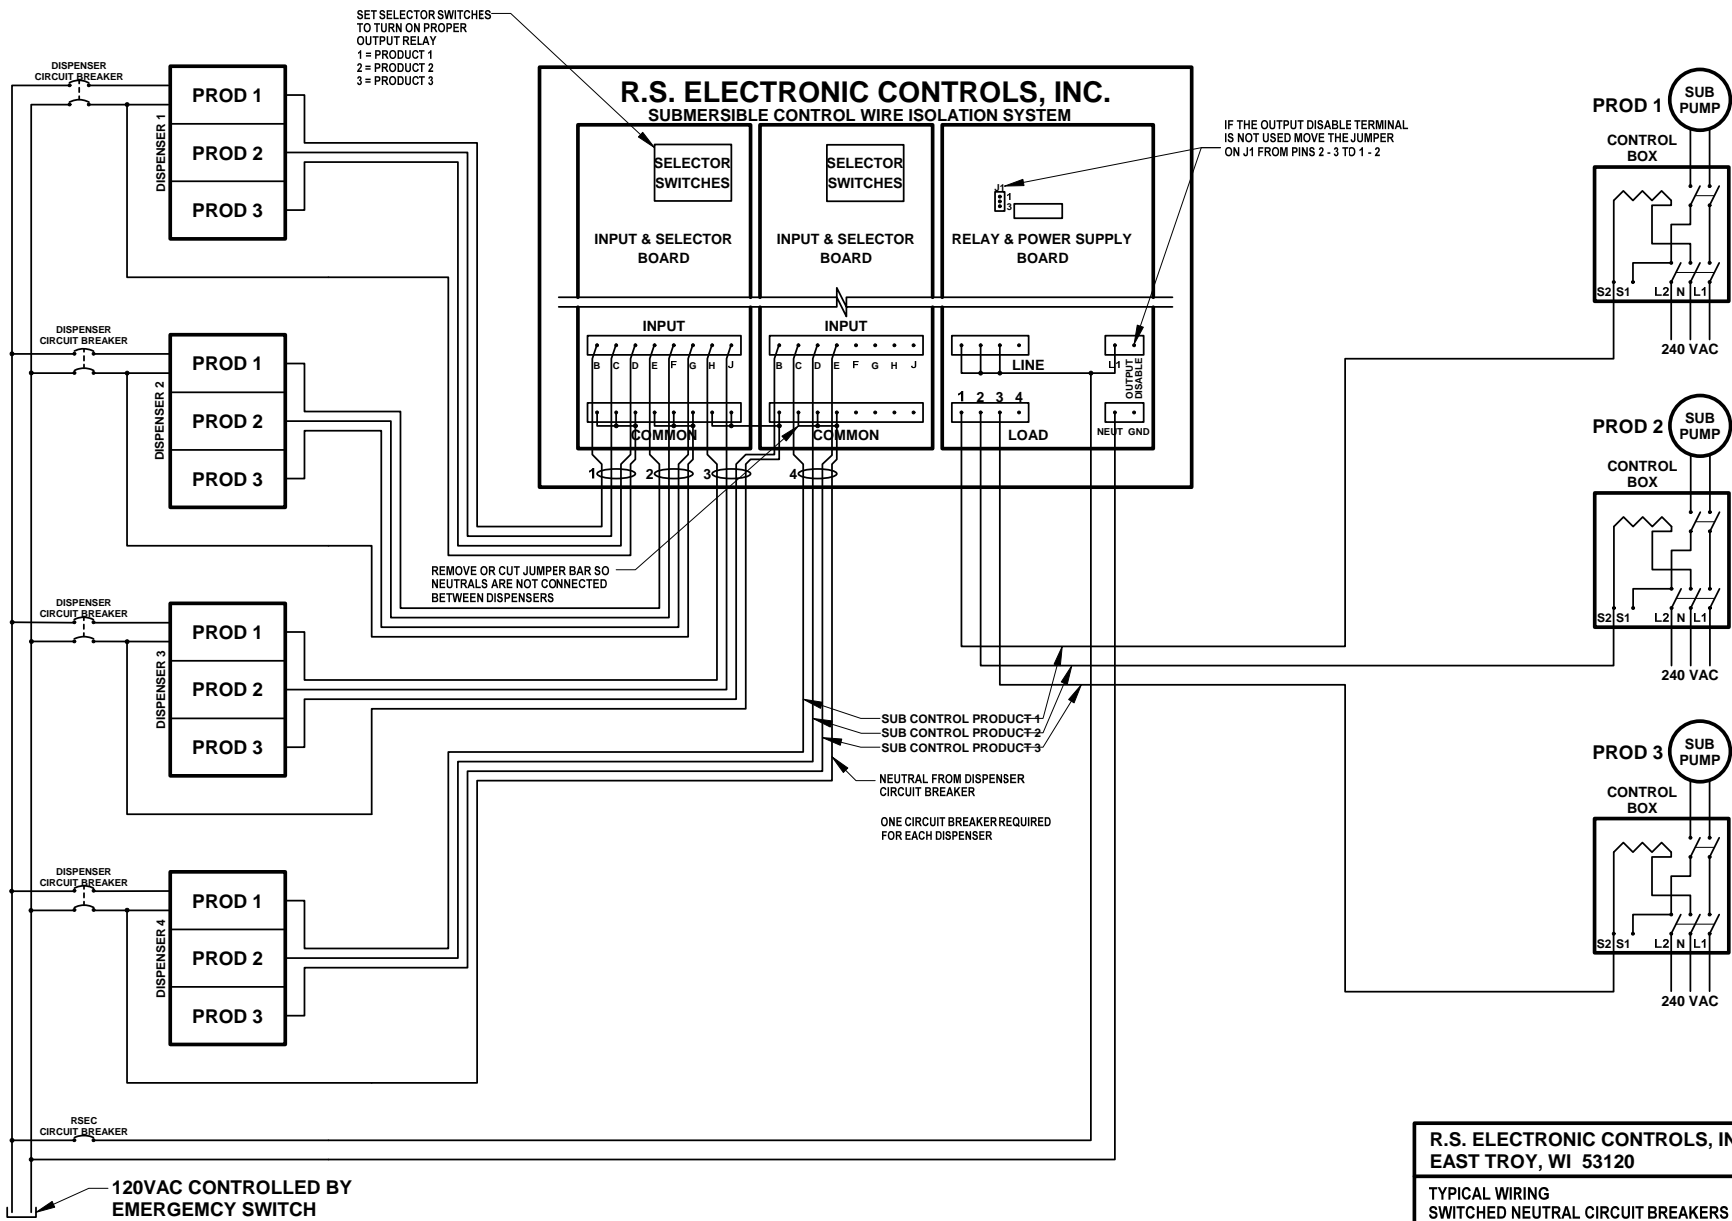 SET SELECTOR SWITCHES
TO TURN ON PROPER
OUTPUT RELAY
1 = PRODUCT 1
2 = PRODUCT 2
3 = PRODUCT 3
DISPENSER
CIRCUIT BREAKER
DISPENSER 1
PROD 1
PROD 2
PROD 3
DISPENSER
CIRCUIT BREAKER
DISPENSER 2
PROD 1
PROD 2
PROD 3
DISPENSER
CIRCUIT BREAKER
DISPENSER 3
PROD 1
PROD 2
PROD 3
DISPENSER
CIRCUIT BREAKER
DISPENSER 4
PROD 1
PROD 2
PROD 3
RSEC
CIRCUIT BREAKER
120VAC CONTROLLED BY
EMERGEMCY SWITCH
R.S. ELECTRONIC CONTROLS, INC.
SUBMERSIBLE CONTROL WIRE ISOLATION SYSTEM
SELECTOR
SWITCHES
INPUT & SELECTOR
BOARD
INPUT
B C D E F G H J
COMMON
1 2 3
SELECTOR
SWITCHES
INPUT & SELECTOR
BOARD
INPUT
B C D E F G H J
COMMON
4
J1
1
3
RELAY & POWER SUPPLY
BOARD
LINE
L1
OUTPUT
DISABLE
1 2 3 4
LOAD
NEUT GND
IF THE OUTPUT DISABLE TERMINAL
IS NOT USED MOVE THE JUMPER
ON J1 FROM PINS 2 - 3 TO 1 - 2
REMOVE OR CUT JUMPER BAR SO
NEUTRALS ARE NOT CONNECTED
BETWEEN DISPENSERS
SUB CONTROL PRODUCT 1
SUB CONTROL PRODUCT 2
SUB CONTROL PRODUCT 3
NEUTRAL FROM DISPENSER
CIRCUIT BREAKER
ONE CIRCUIT BREAKER REQUIRED
FOR EACH DISPENSER
PROD 1
SUB
PUMP
CONTROL
BOX
S2 S1 L2 N L1
240 VAC
PROD 2
SUB
PUMP
CONTROL
BOX
S2 S1 L2 N L1
240 VAC
PROD 3
SUB
PUMP
CONTROL
BOX
S2 S1 L2 N L1
240 VAC
R.S. ELECTRONIC CONTROLS,
EAST TROY, WI 53120
TYPICAL WIRING
SWITCHED NEUTRAL CIRCUIT BREAKERS